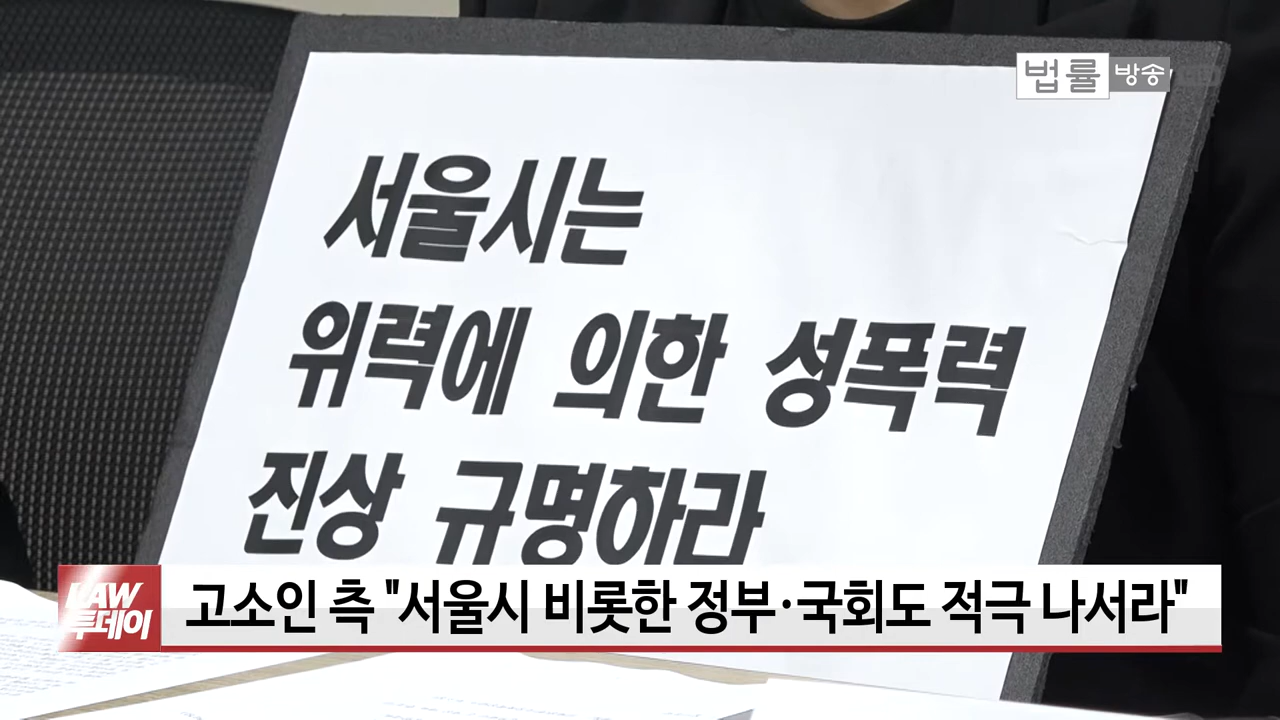 법률방송
서울시는
위력에 의한 성폭력
진상 규명하라
LAW
투데이
고소인 측 "서울시 비롯한 정부·국회도 적극 나서라"